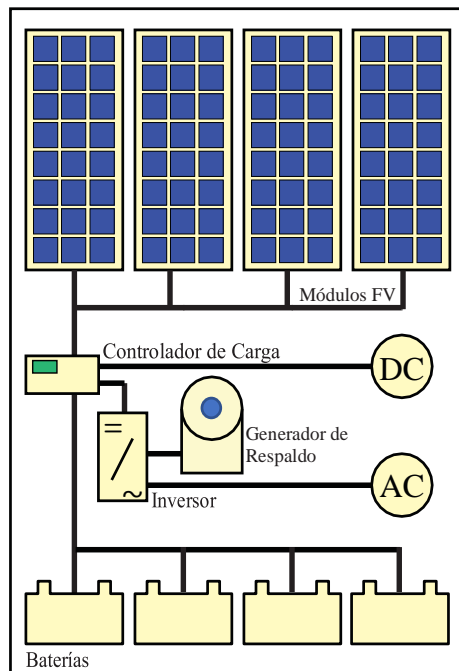 Módulos FV
Controlador de Carga
DC
Generador de
Respaldo
AC
Inversor
Baterías